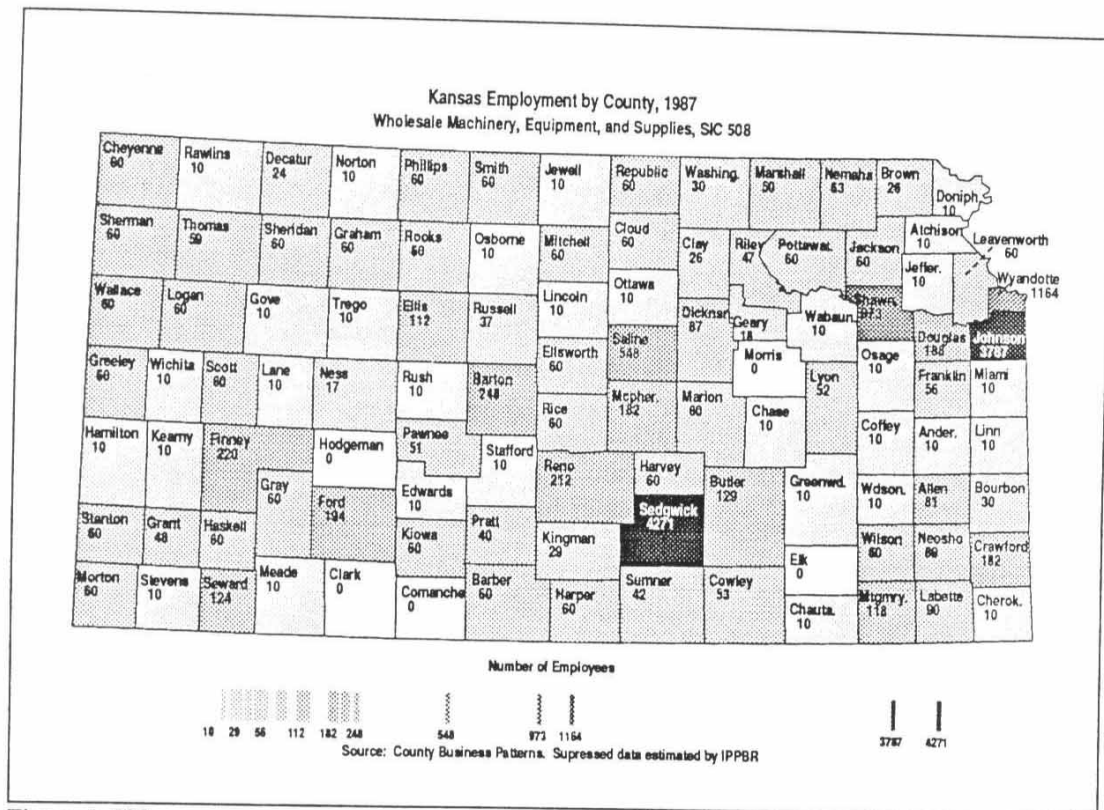 Kansas Employment by County, 1987
Wholesale Machinery, Equipment, and Supplies, SIC 508
Cheyenne 60
Rawlins 10
Decatur 24
Norton 10
Phillips 60
Smith 60
Jewell 10
Republic 60
Washing. 30
Marshall 50
Nemaha 63
Brown 26
Doniph. 10
Sherman 60
Thomas 59
Sheridan 60
Graham 60
Rooks 60
Osborne 10
Mitchell 60
Cloud 60
Clay 26
Riley 47
Pottawat. 60
Jackson 60
Atchison 10
Jeffer. 10
Leavenworth 60
Wyandotte 1164
Wallace 60
Logan 60
Gove 10
Trego 10
Ellis 112
Russell 37
Lincoln 10
Ottawa 10
Saline 548
Dicknsn 87
Geary 18
Wabaun. 10
Shawn. 973
Douglas
Johnson 3787
Greeley 60
Wichita 10
Scott 60
Lane 10
Ness 17
Rush 10
Barton 248
Ellsworth 60
Rice 60
Mcpher. 182
Marion 60
Morris 0
Chase 10
Lyon 52
Osage 10
Franklin 56
Miami 10
Hamilton 10
Kearny 10
Finney 220
Hodgeman 0
Pawnee 51
Stafford 10
Edwards 10
Gray 60
Ford 194
Reno 212
Harvey 60
Sedgwick 4271
Butler 129
Greenwd. 10
Coffey 10
Ander. 10
Linn 10
Wdson. 10
Allen 81
Bourbon 30
Stanton 60
Grant 48
Haskell 60
Kiowa 60
Pratt 40
Kingman 29
Elk 0
Wilson 60
Neosho 69
Crawford 182
Morton 60
Stevens 10
Seward 124
Meade 10
Clark 0
Comanche 0
Barber 60
Harper 60
Sumner 42
Cowley 53
Chauta. 10
Mtgmry. 118
Labette 90
Cherok. 10
Number of Employees
10 29 56 112 182 248 548 973 1164 3787 4271
Source: County Business Patterns. Supressed data estimated by IPPBR